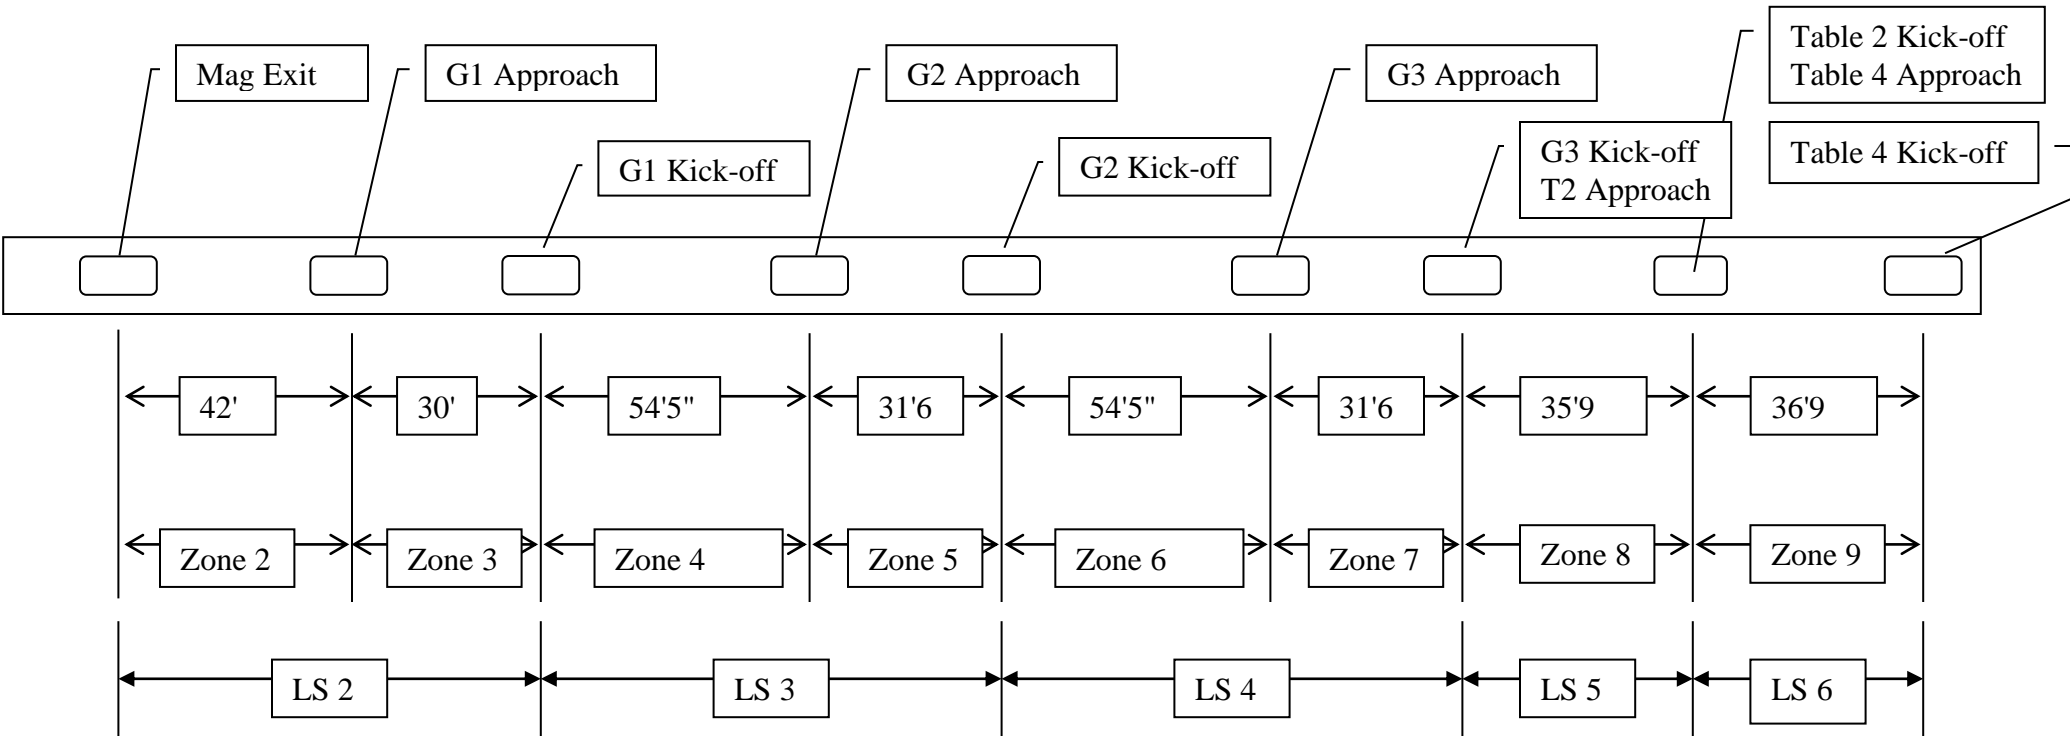 Mag Exit
G1 Approach
G2 Approach
G3 Approach
Table 2 Kick-off
Table 4 Approach
G1 Kick-off
G2 Kick-off
G3 Kick-off
T2 Approach
Table 4 Kick-off
42'
30'
54'5"
31'6
54'5"
31'6
35'9
36'9
Zone 2
Zone 3
Zone 4
Zone 5
Zone 6
Zone 7
Zone 8
Zone 9
LS 2
LS 3
LS 4
LS 5
LS 6